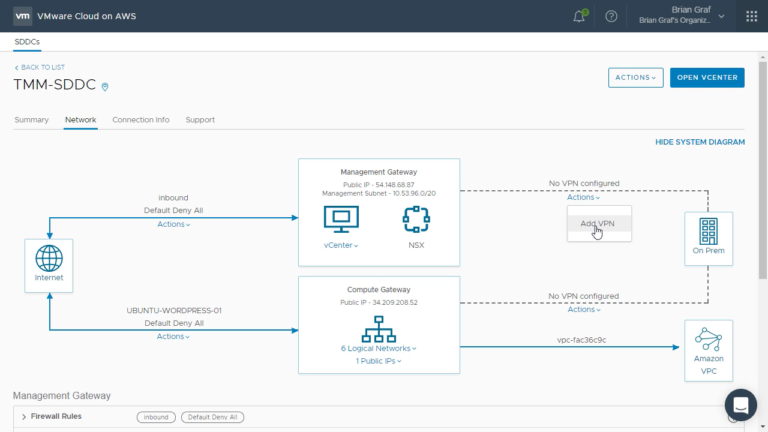 vm VMware Cloud on AWS
2
Brian Graf
Brian Graf's Organiz..
SDDCs
BACK TO LIST
TMM-SDDC
ACTIONS
OPEN VCENTER
Summary Network Connection Info Support
HIDE SYSTEM DIAGRAM
Management Gateway
Public IP - 54.148.68.87
Management Subnet - 10.53.96.0/20
vCenter
NSX
inbound
Default Deny All
Actions
No VPN configured
Actions
Add VPN
Internet
On Prem
Compute Gateway
Public IP - 34.209.208.52
6 Logical Networks
1 Public IPs
UBUNTU-WORDPRESS-01
Default Deny All
Actions
No VPN configured
Actions
vpc-fac36c9c
Amazon
VPC
Management Gateway
Firewall Rules inbound Default Deny All